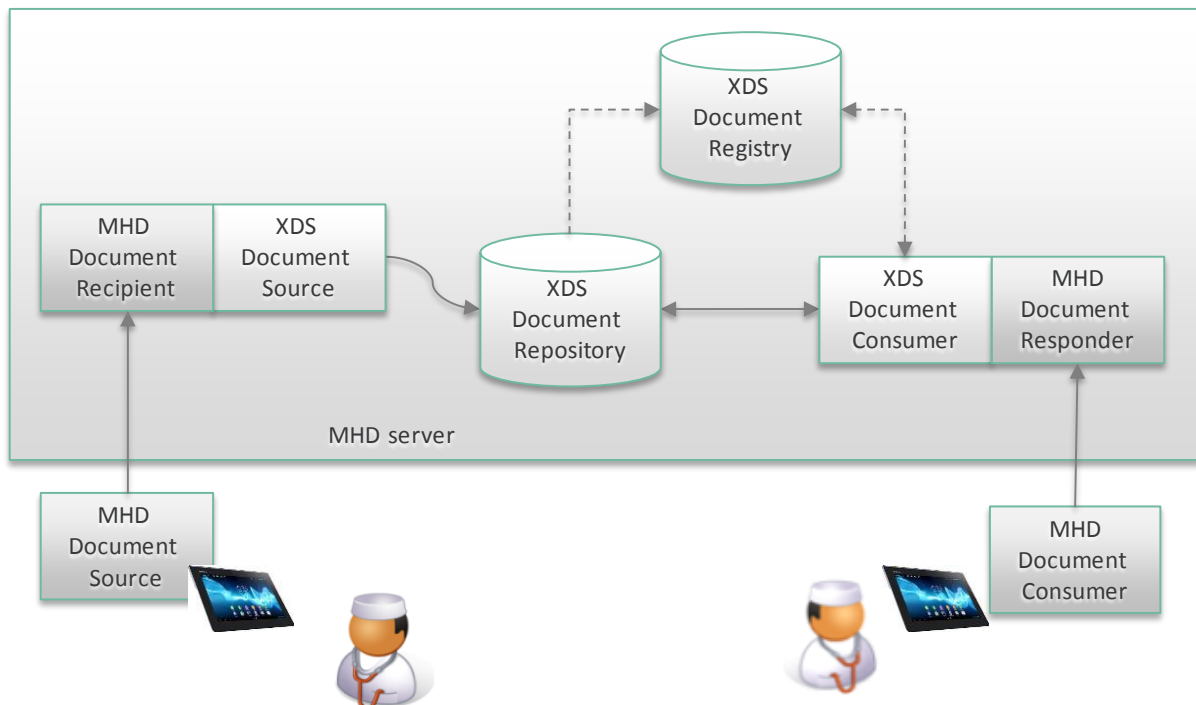 XDS
Document
Registry
MHD
Document
Recipient
XDS
Document
Source
XDS
Document
Repository
XDS
Document
Consumer
MHD
Document
Responder
MHD server
MHD
Document
Source
MHD
Document
Consumer